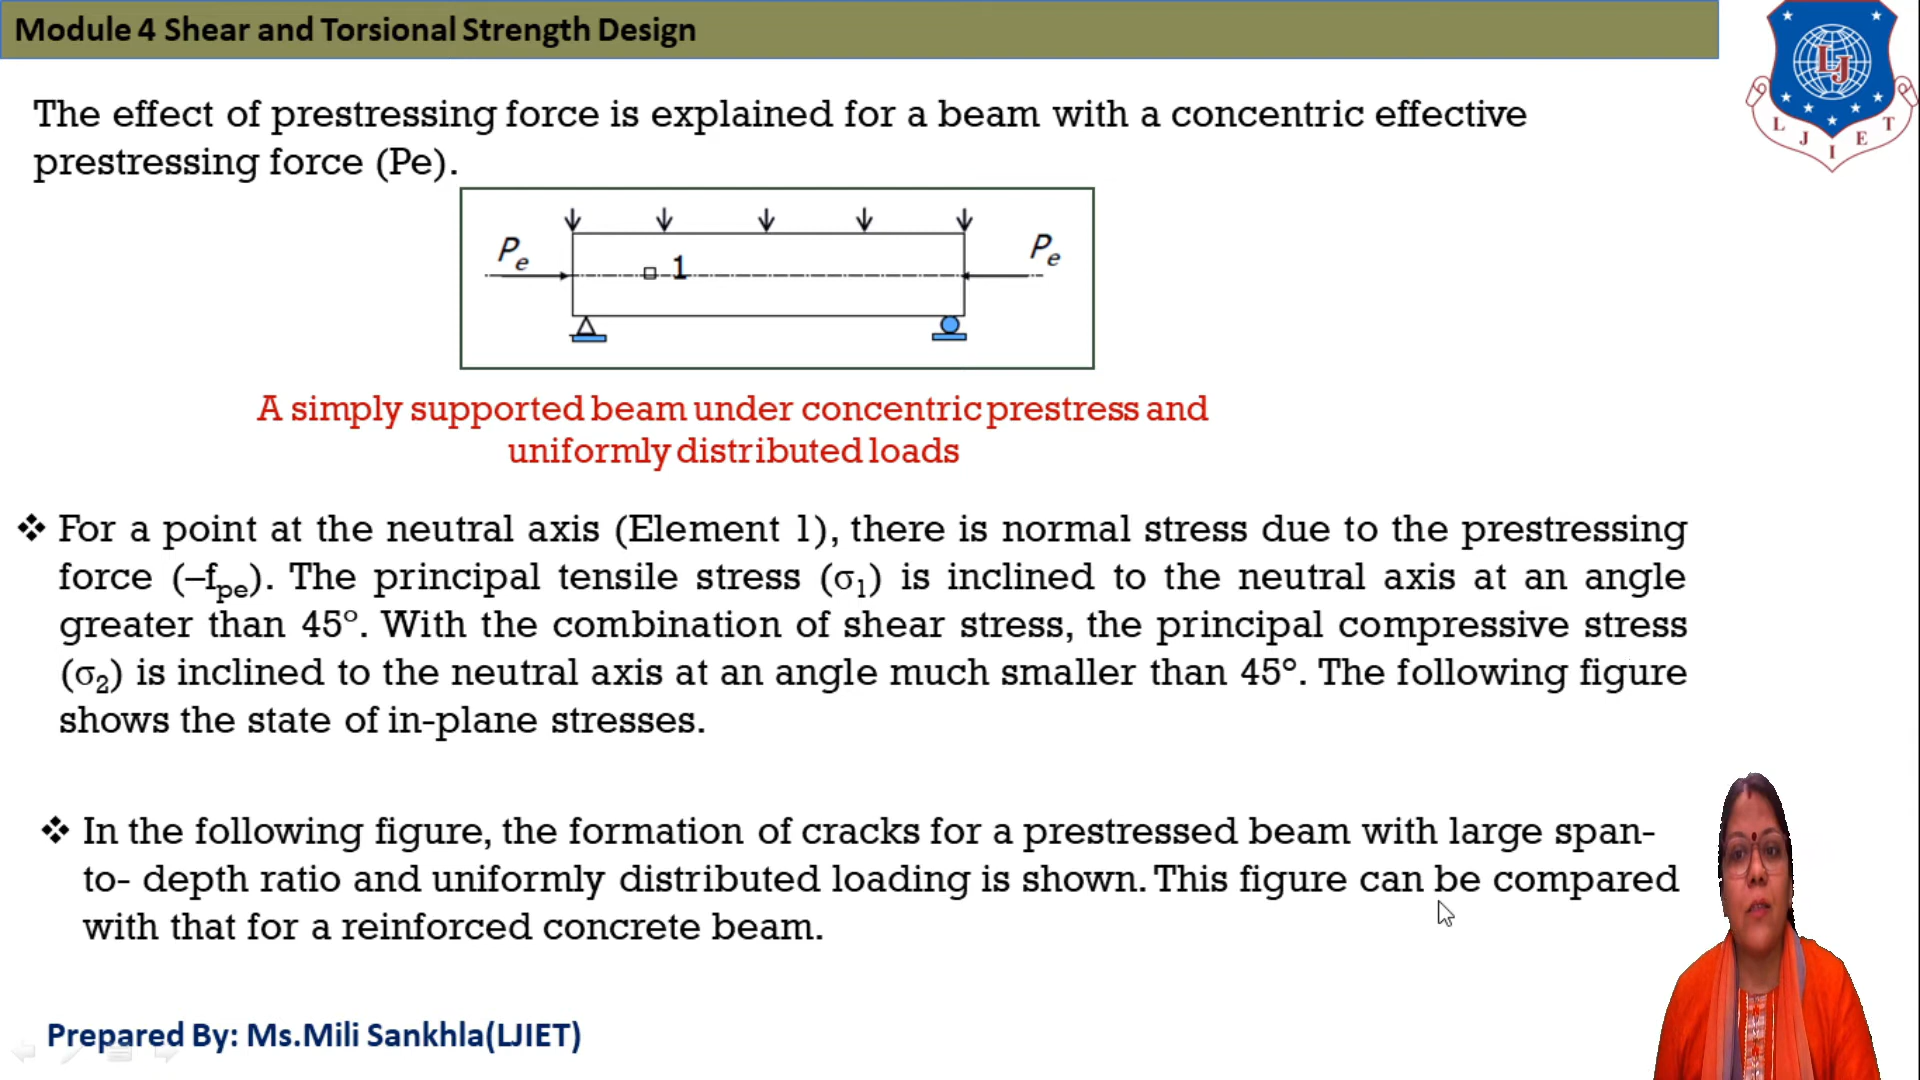 Module 4 Shear and Torsional Strength Design
The effect of prestressing force is explained for a beam with a concentric effective
prestressing force (Pe).
Pe
1
Pe
A simply supported beam under concentric prestress and
uniformly distributed loads
❖ For a point at the neutral axis (Element 1), there is normal stress due to the prestressing
force (–fpe). The principal tensile stress (σ1) is inclined to the neutral axis at an angle
greater than 45°. With the combination of shear stress, the principal compressive stress
(σ2) is inclined to the neutral axis at an angle much smaller than 45°. The following figure
shows the state of in-plane stresses.
❖ In the following figure, the formation of cracks for a prestressed beam with large span-
to- depth ratio and uniformly distributed loading is shown. This figure can be compared
with that for a reinforced concrete beam.
Prepared By: Ms.Mili Sankhla(LJIET)
LJ
L J I E T